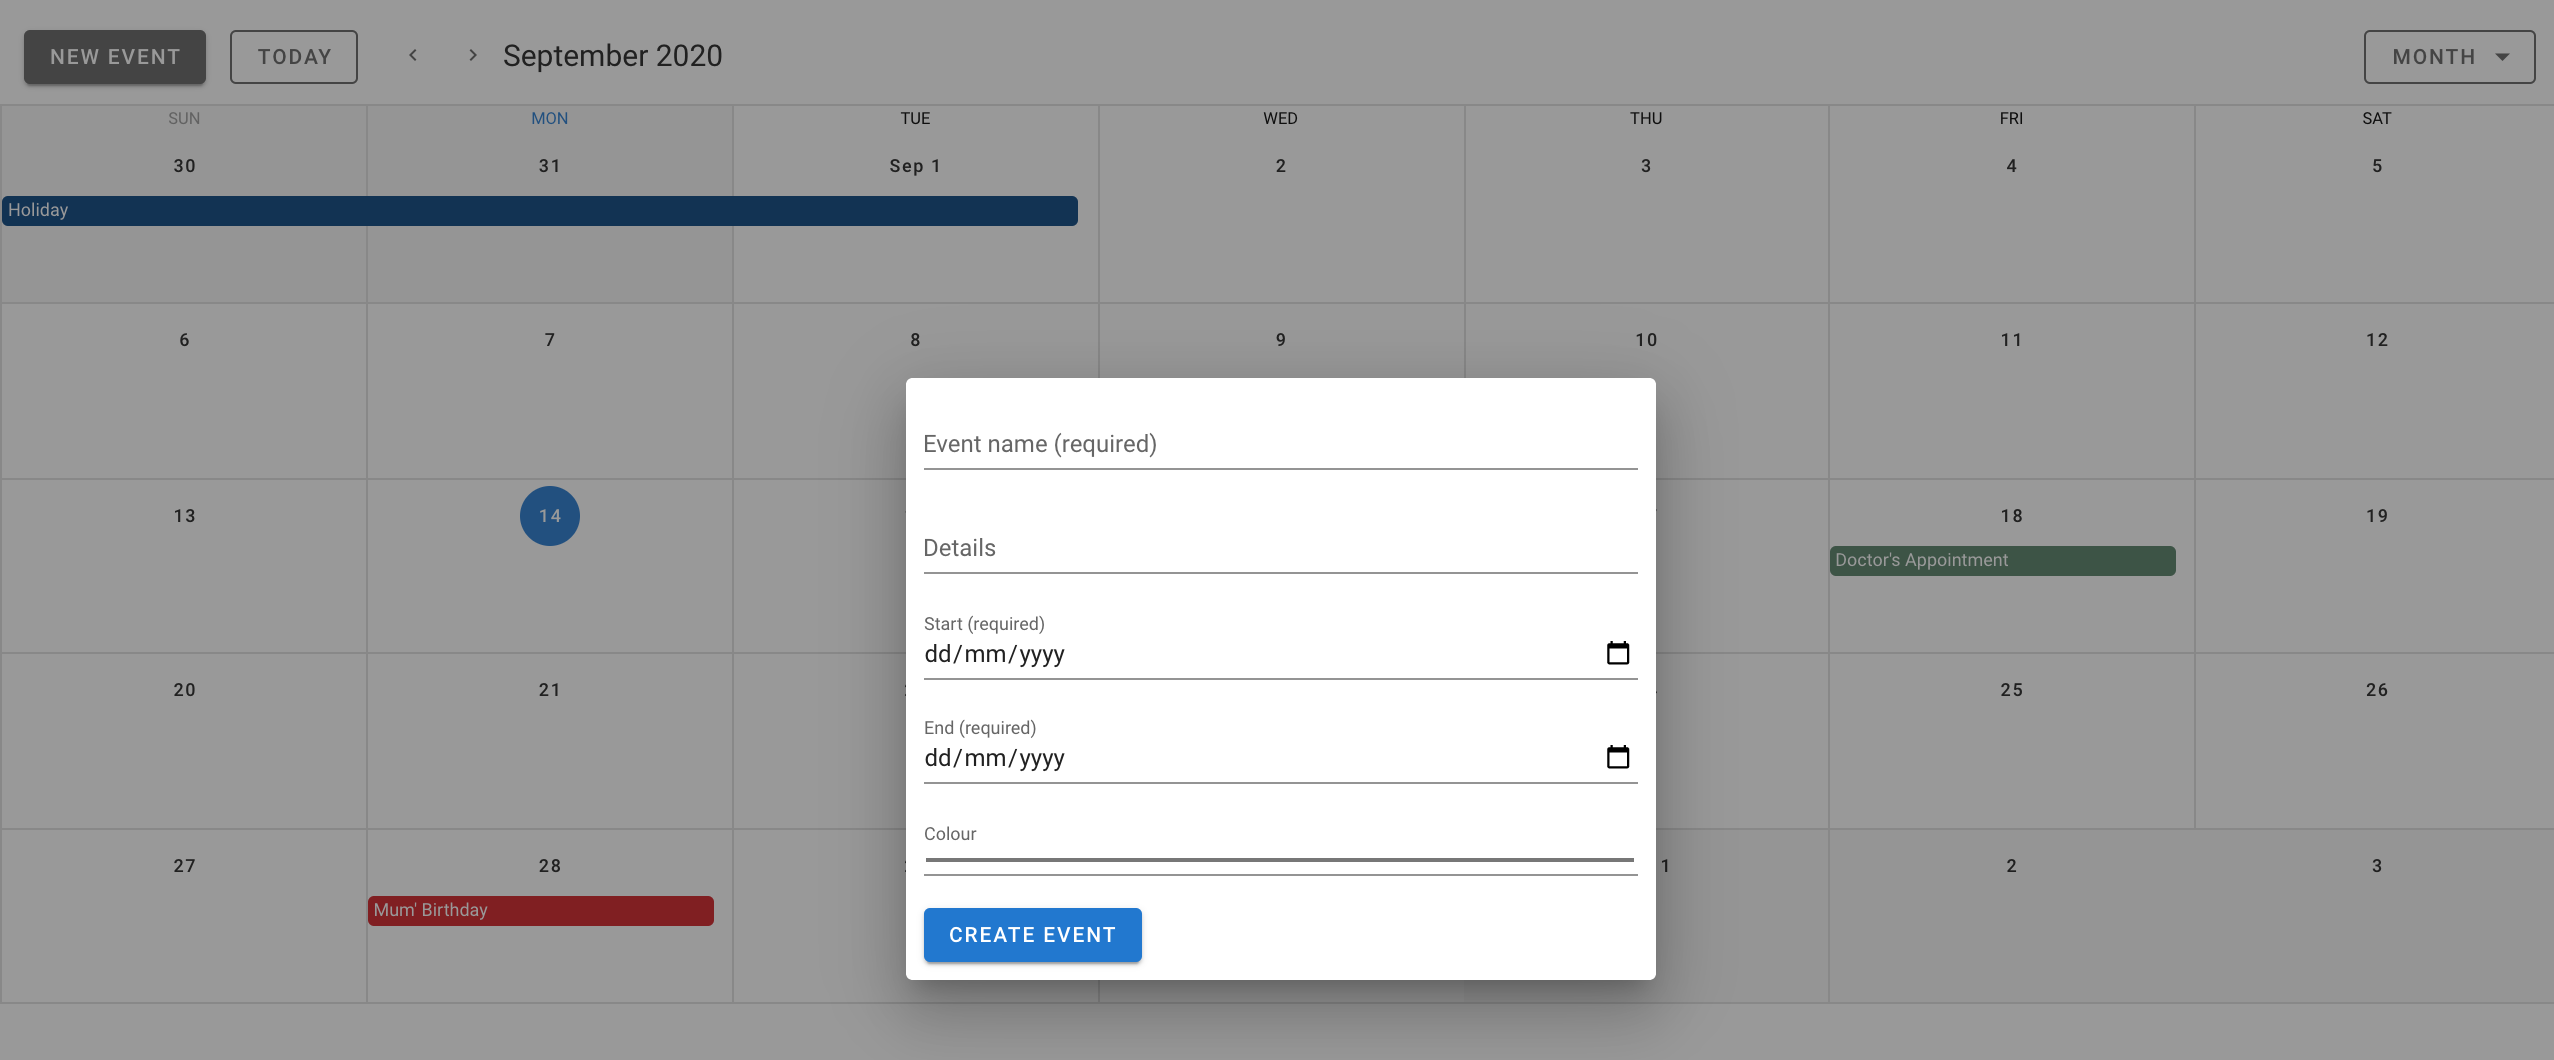 NEW EVENT TODAY September 2020 MONTH
SUN MON TUE WED THU FRI SAT
30 31 Sep 1 2 3 4 5
Holiday
6 7 8 9 10 11 12
Event name (required)
13 14 18 19
Details
Doctor's Appointment
Start (required)
dd/mm/yyyy
20 21 25 26
End (required)
dd/mm/yyyy
Colour
27 28 1 2 3
Mum' Birthday
CREATE EVENT